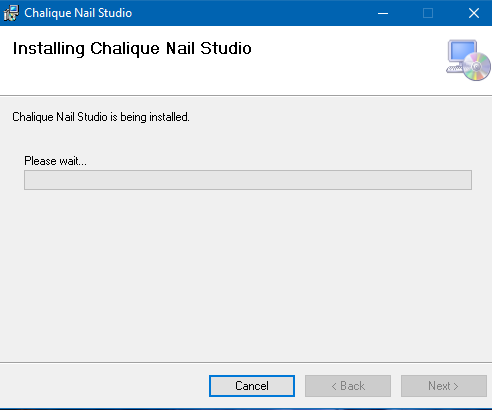 Chalique Nail Studio
Installing Chalique Nail Studio
Chalique Nail Studio is being installed.
Please wait...
Cancel
< Back
Next >